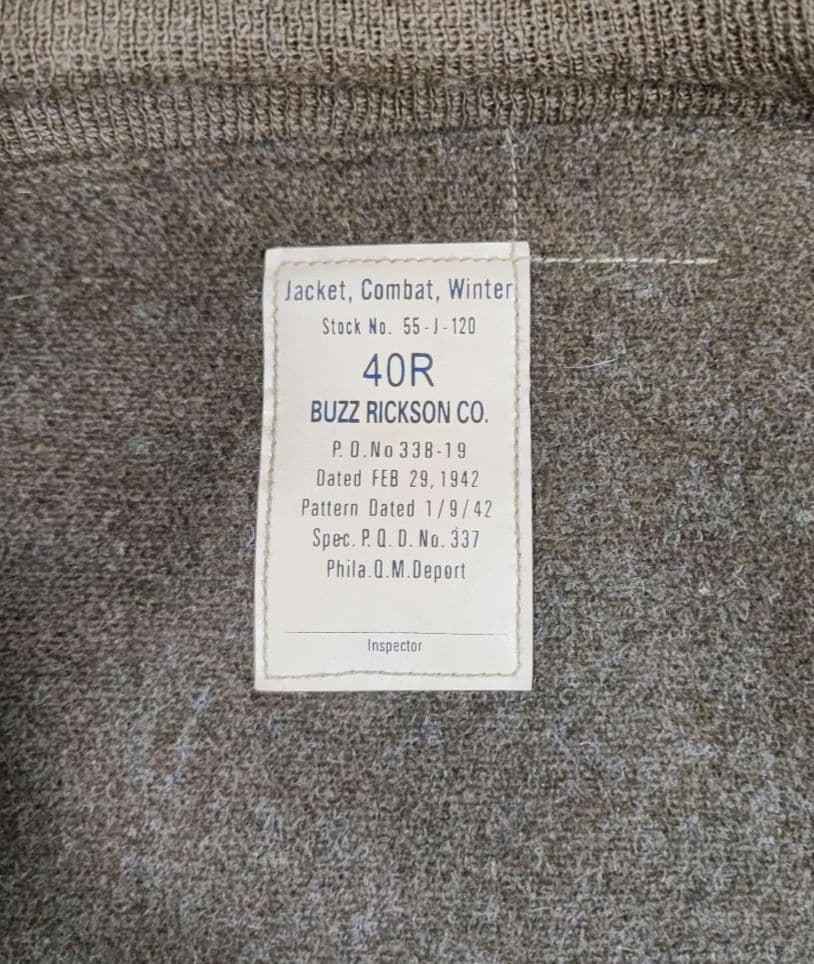 Jacket, Combat, Winter
Stock No. 55-J-120
40R
BUZZ RICKSON CO.
P.O.No 338-19
Dated FEB 29,1942
Pattern Dated 1/9/42
Spec. P.Q.D.No. 337
Phila.Q.M.Deport
Inspector